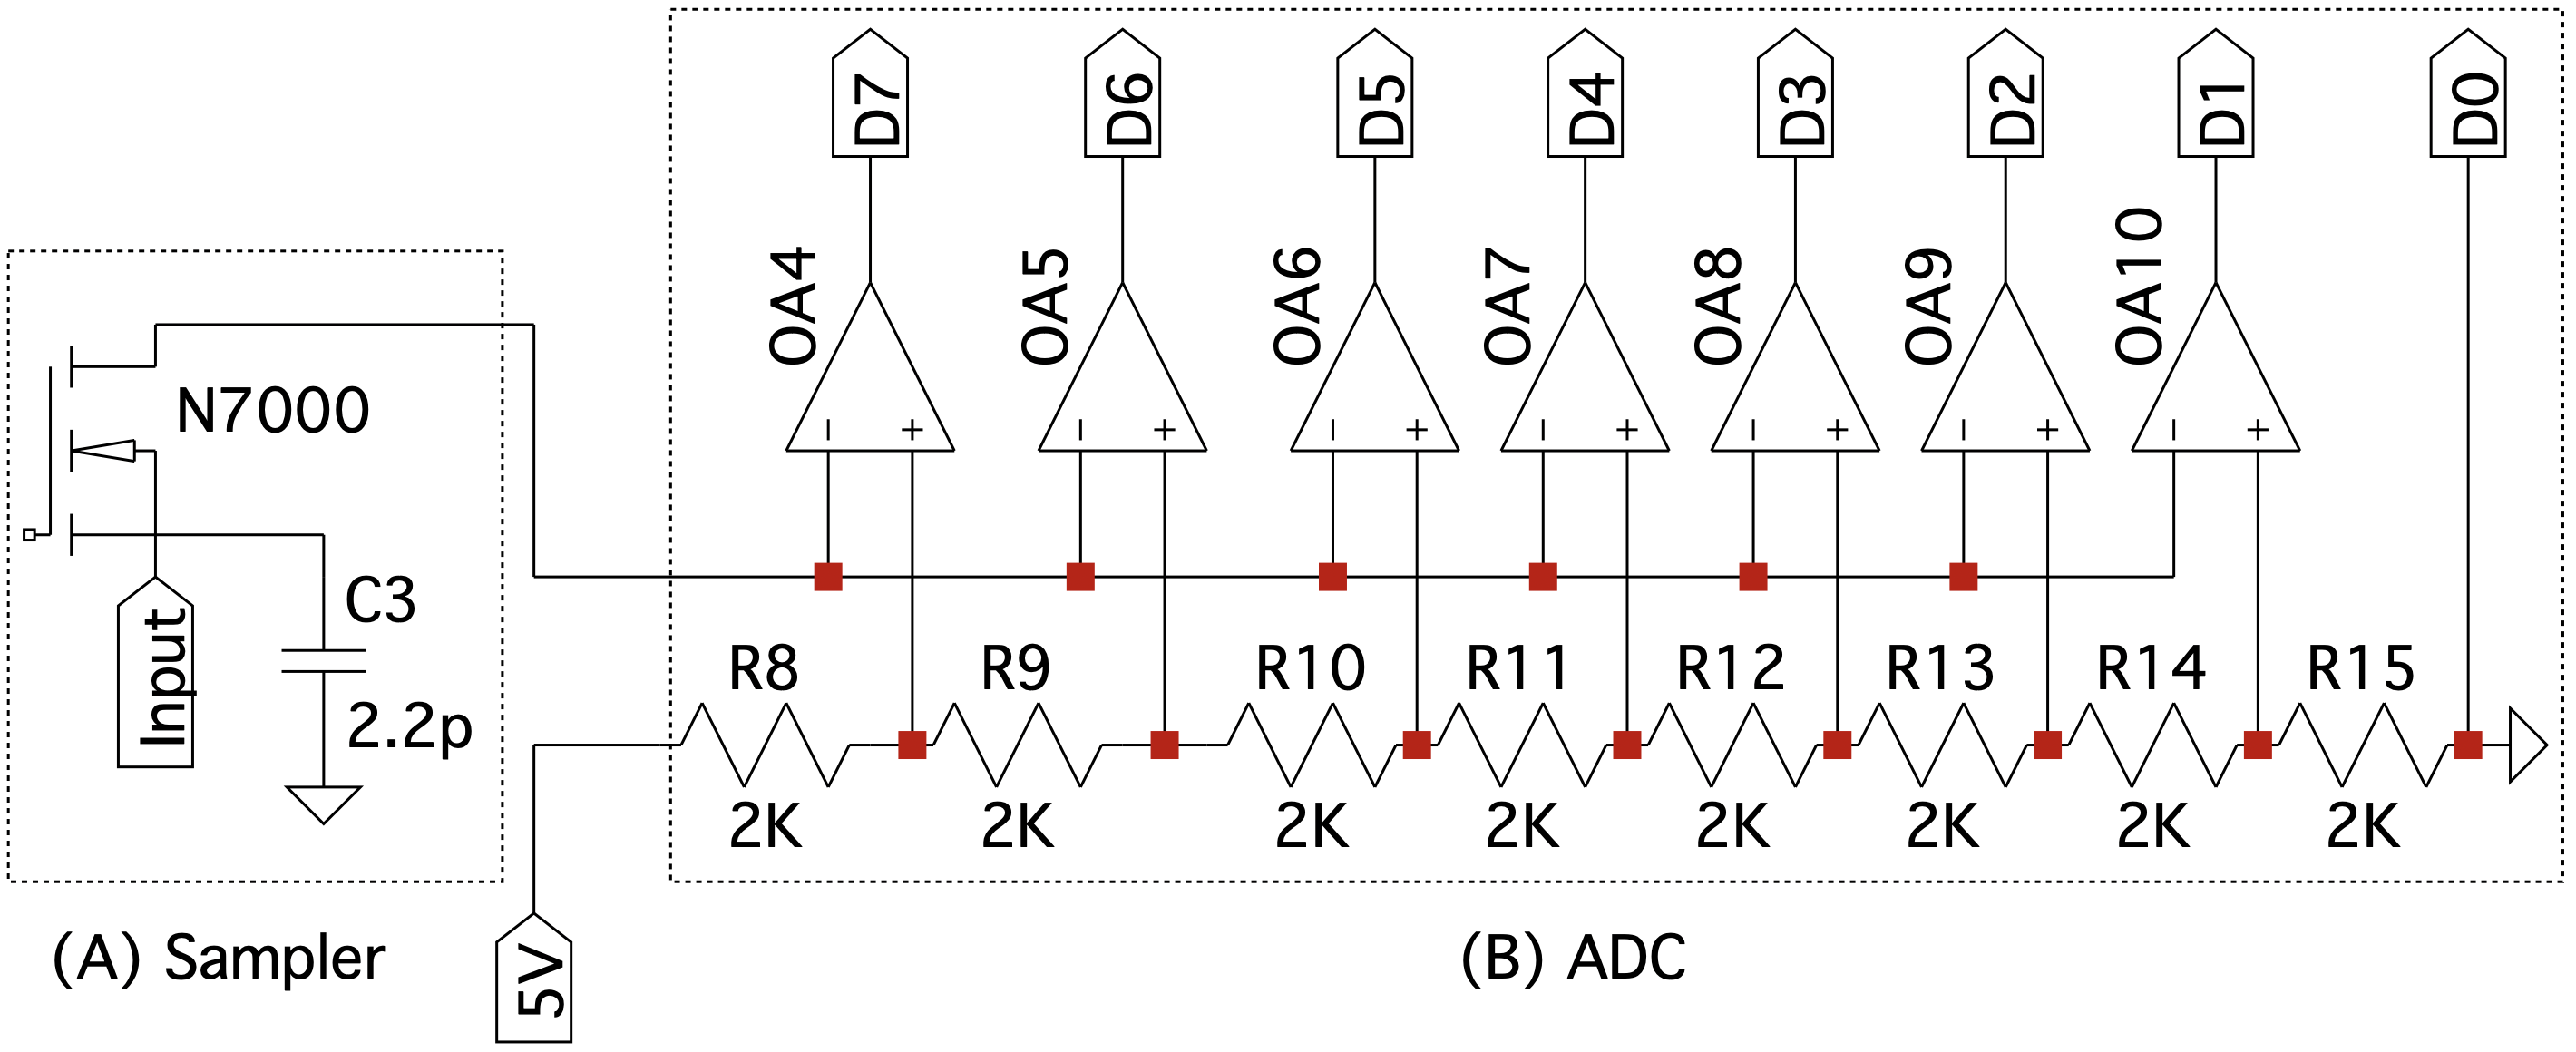 D7
D6
D5
D4
D3
D2
D1
D0
OA4
OA5
OA6
OA7
OA8
OA9
OA10
N7000
− +
− +
− +
− +
− +
− +
− +
Input
C3
2.2p
R8
R9
R10
R11
R12
R13
R14
R15
2K
2K
2K
2K
2K
2K
2K
2K
5V
(A) Sampler
(B) ADC